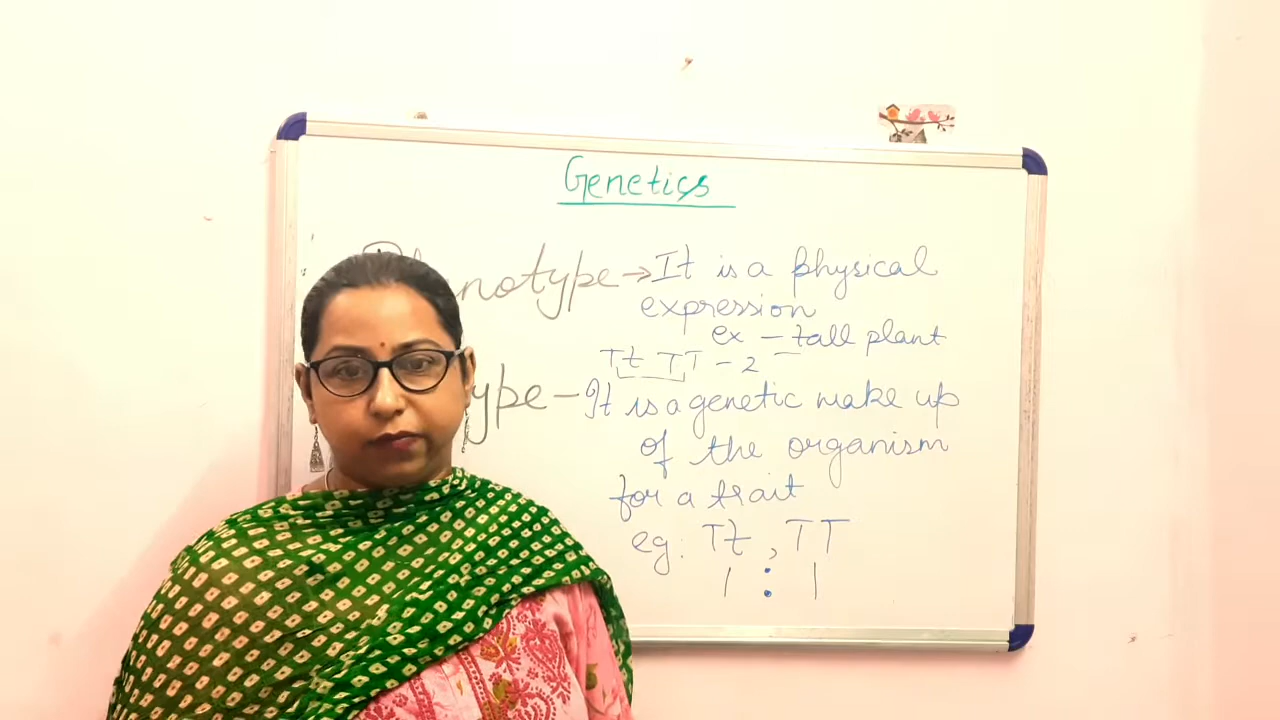 Genetics
Phenotype → It is a physical
expression
ex – tall plant
Tt TT – 2
ype – It is a genetic make up
of the organism
for a trait
eg: Tt , TT
1 : 1